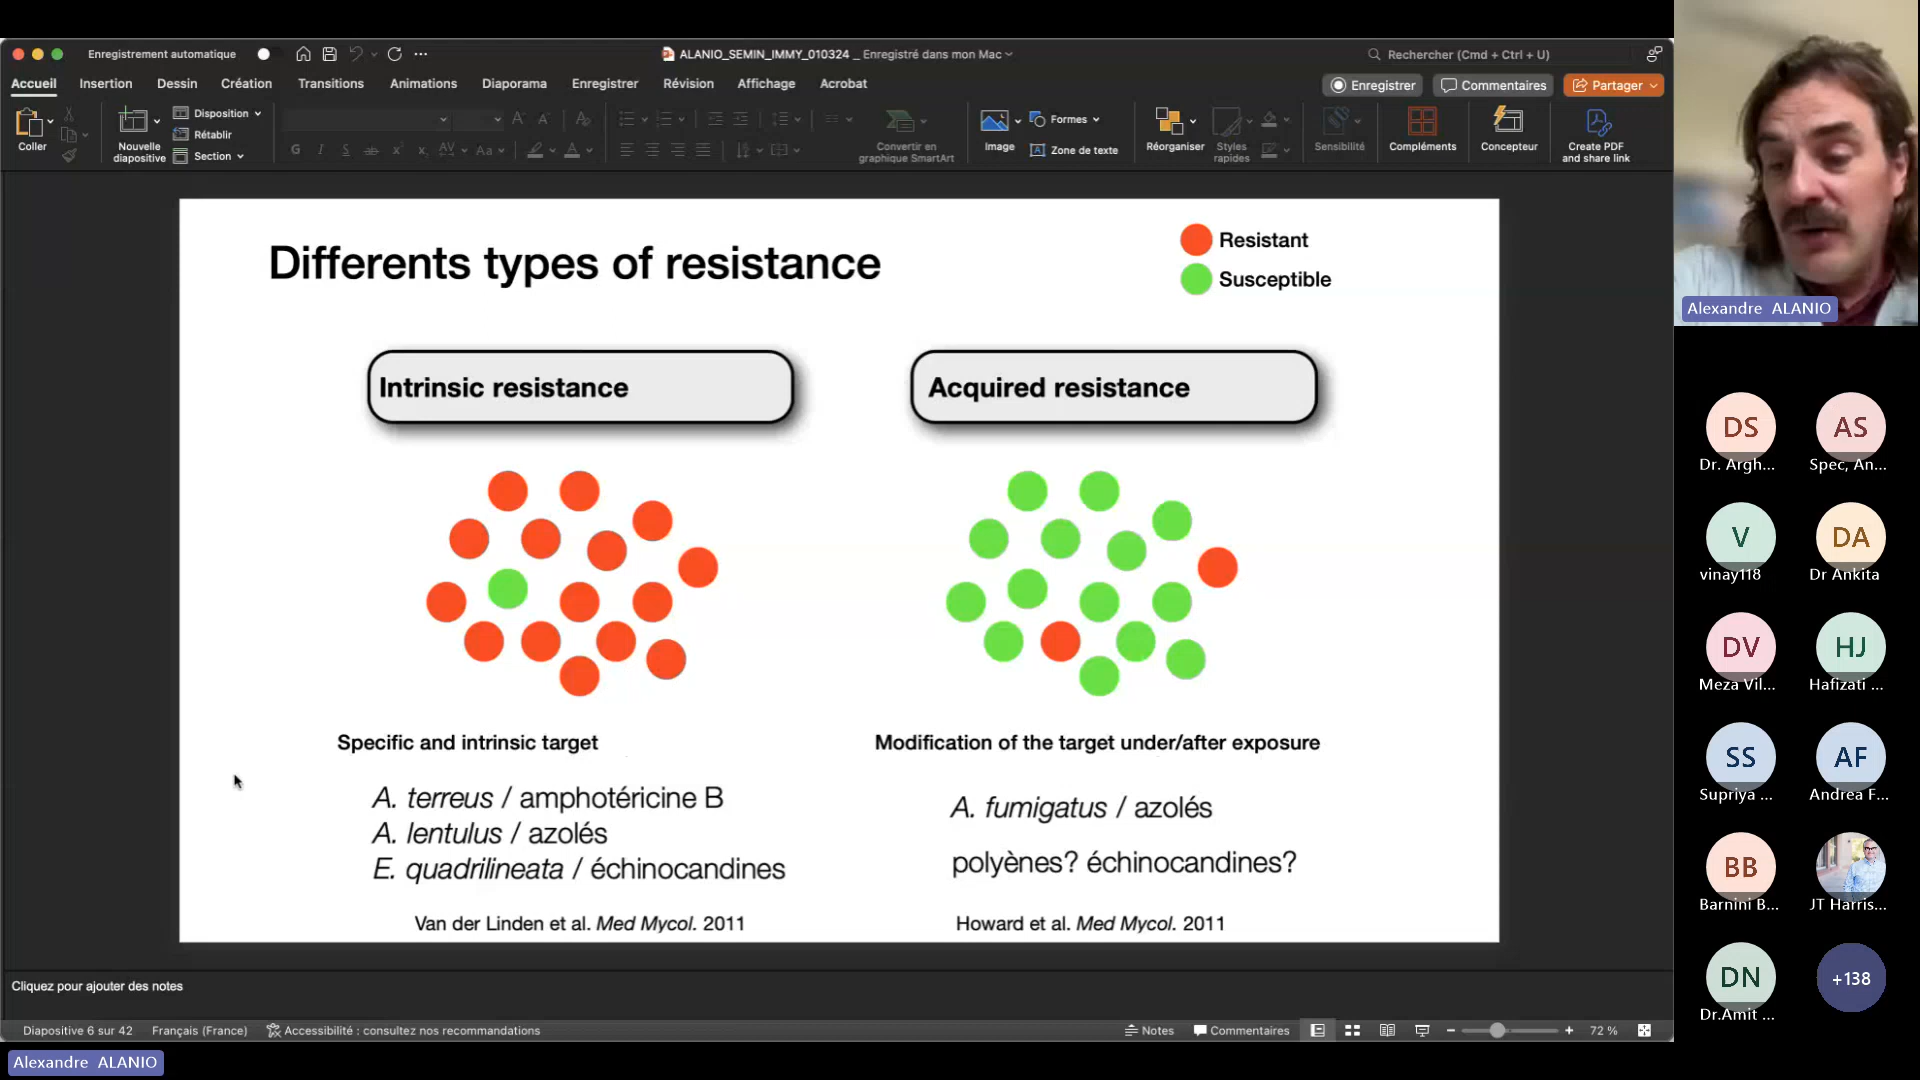 Enregistrement automatique
ALANIO_SEMIN_IMMY_010324 _ Enregistré dans mon Mac
Rechercher (Cmd + Ctrl + U)
Accueil Insertion Dessin Création Transitions Animations Diaporama Enregistrer Révision Affichage Acrobat
Enregistrer Commentaires Partager
Coller
Nouvelle diapositive
Disposition
Rétablir
Section
G I S ab x² x₂ AV Aa A
Convertir en graphique SmartArt
Image
Formes
Zone de texte
Réorganiser
Styles rapides
Sensibilité
Compléments
Concepteur
Create PDF and share link
Differents types of resistance
Resistant
Susceptible
Intrinsic resistance
Acquired resistance
Specific and intrinsic target
A. terreus / amphotéricine B
A. lentulus / azolés
E. quadrilineata / échinocandines
Van der Linden et al. Med Mycol. 2011
Modification of the target under/after exposure
A. fumigatus / azolés
polyènes? échinocandines?
Howard et al. Med Mycol. 2011
Cliquez pour ajouter des notes
Diapositive 6 sur 42 Français (France) Accessibilité : consultez nos recommandations
Notes Commentaires 72 %
Alexandre ALANIO
Alexandre ALANIO
DS AS
Dr. Argh... Spec, An...
V DA
vinay118 Dr Ankita
DV HJ
Meza Vil... Hafizati ...
SS AF
Supriya ... Andrea F...
BB
Barnini B... JT Harris...
DN +138
Dr.Amit ...